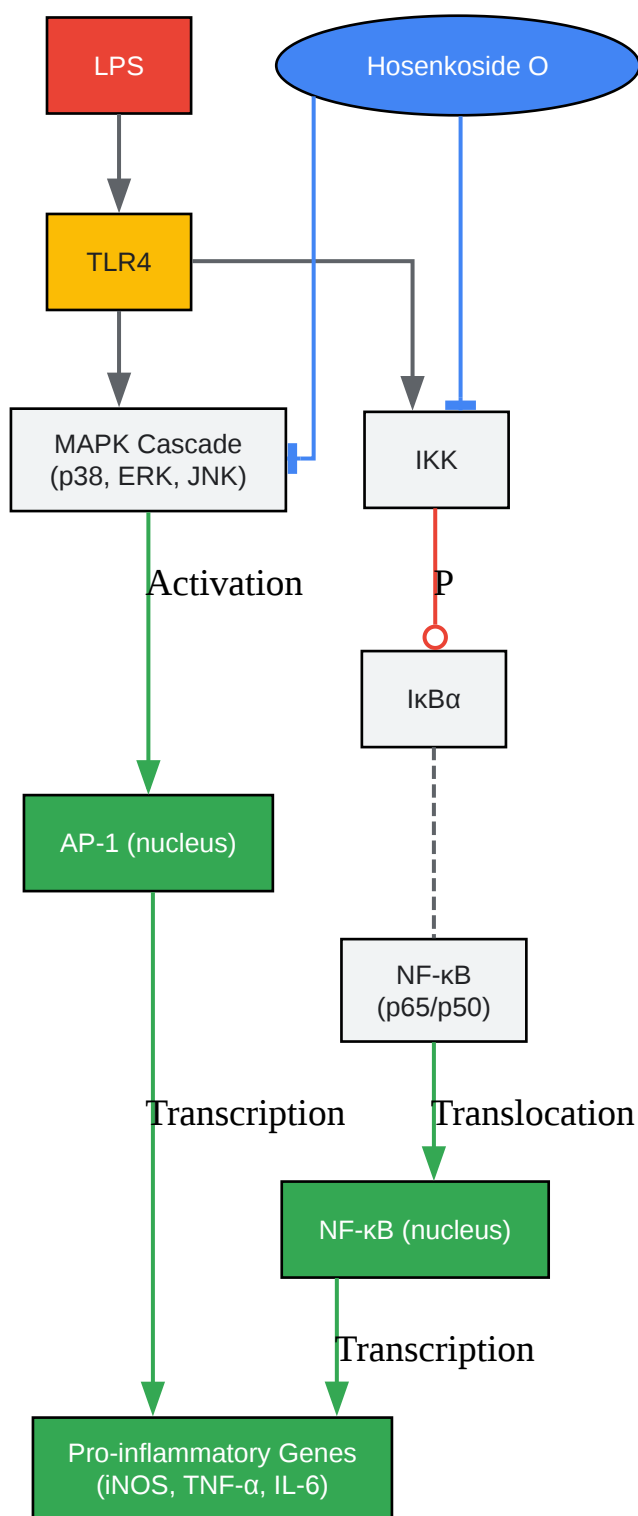 LPS
Hosenkoside O
TLR4
MAPK Cascade
(p38, ERK, JNK)
IKK
Activation
P
IκBα
AP-1 (nucleus)
NF-κB
(p65/p50)
Transcription
Translocation
NF-κB (nucleus)
Transcription
Pro-inflammatory Genes
(iNOS, TNF-α, IL-6)